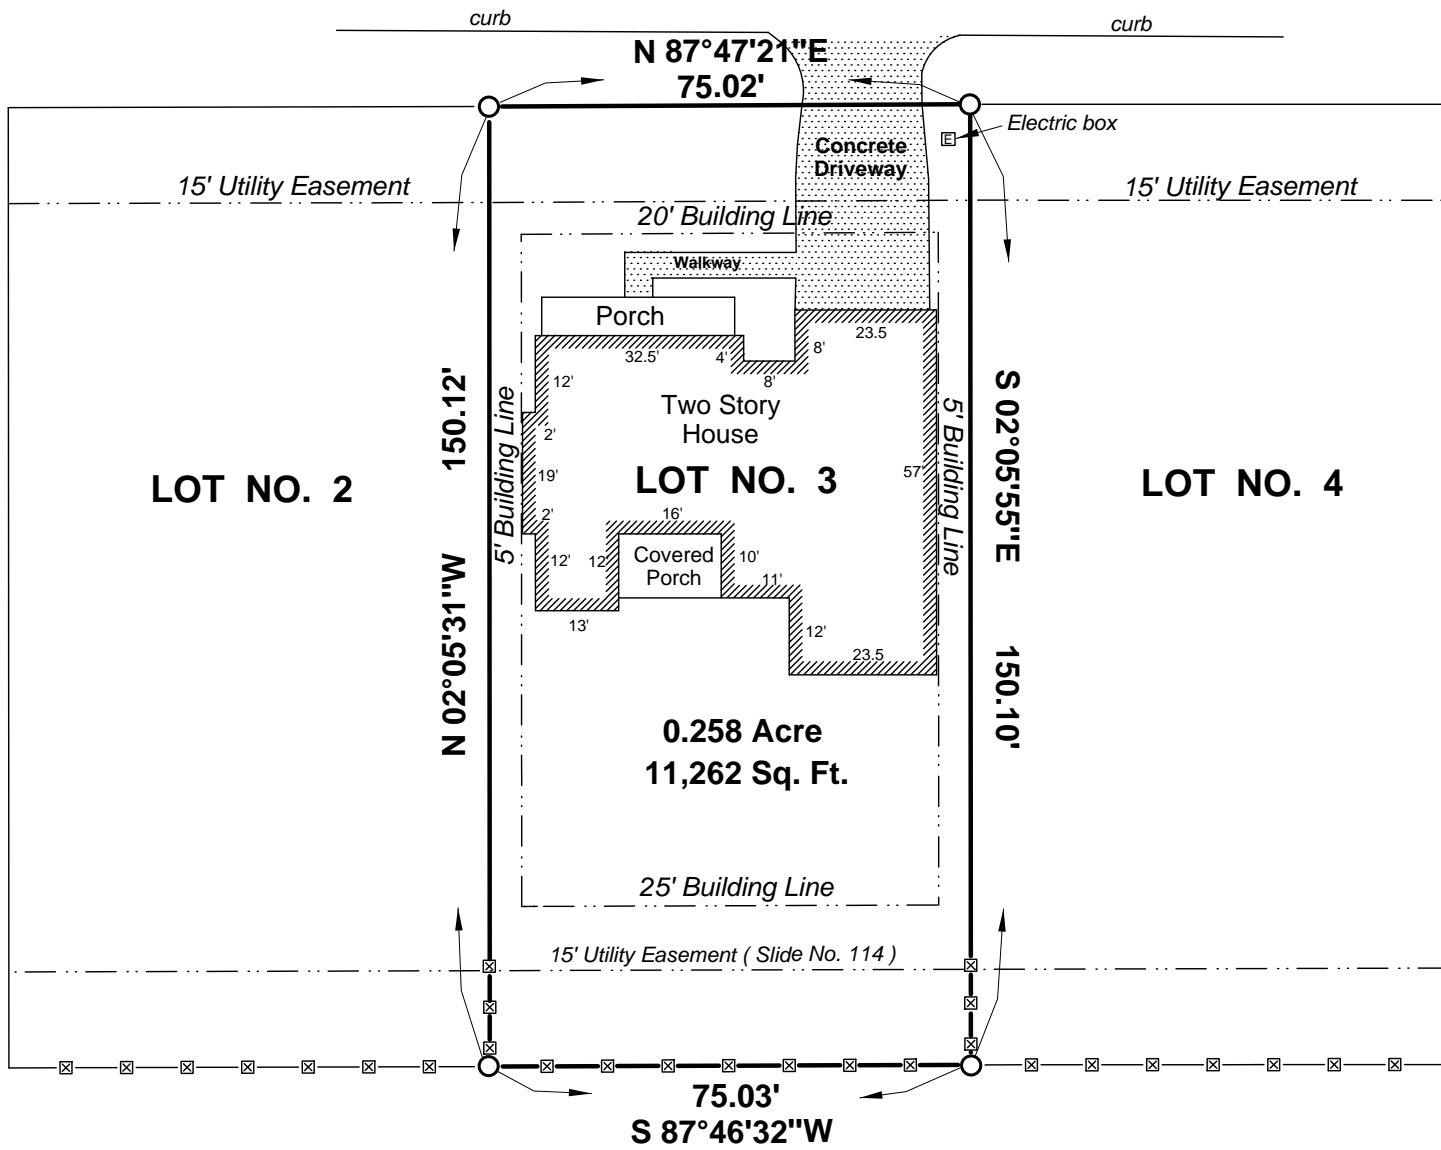 curb
curb
N 87°47'21"E
75.02'
Electric box
E
Concrete
Driveway
15' Utility Easement
15' Utility Easement
20' Building Line
Walkway
Porch
23.5
32.5'
4'
8'
8'
12'
Two Story
House
2'
19'
2'
LOT NO. 2
LOT NO. 3
LOT NO. 4
57'
150.12'
N 02°05'31"W
5' Building Line
5' Building Line
S 02°05'55"E
150.10'
16'
12'
12'
Covered
Porch
10'
11'
13'
12'
23.5
0.258 Acre
11,262 Sq. Ft.
25' Building Line
15' Utility Easement ( Slide No. 114 )
75.03'
S 87°46'32"W